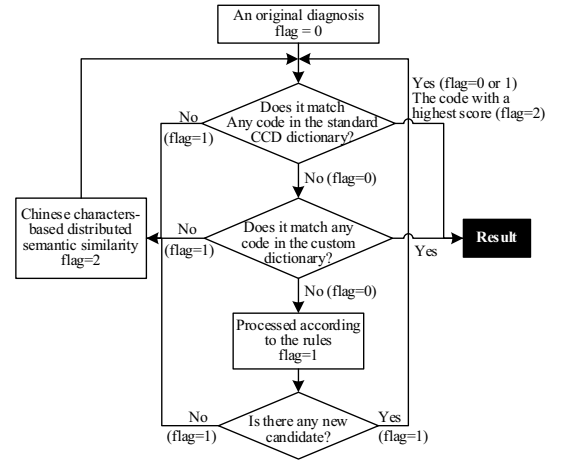 An original diagnosis
flag = 0
Yes (flag=0 or 1)
The code with a
highest score (flag=2)
No
(flag=1)
Does it match
Any code in the standard
CCD dictionary?
No (flag=0)
Chinese characters-
based distributed
semantic similarity
flag=2
No
(flag=1)
Does it match any
code in the custom
dictionary?
Yes
Result
No (flag=0)
Processed according
to the rules
flag=1
No
(flag=1)
Is there any new
candidate?
Yes
(flag=1)